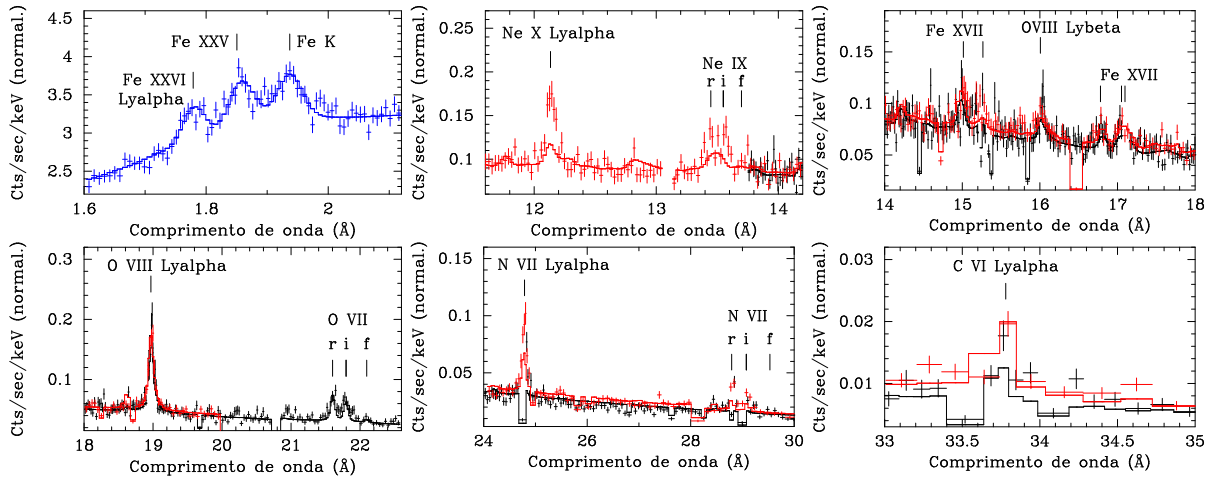 Cts/sec/keV (normal.)
4.5
4
3.5
3
2.5
Fe XXV
Fe K
Fe XXVI
Lyalpha
1.6
1.8
2
Comprimento de onda (Å)
Cts/sec/keV (normal.)
0.25
0.2
0.15
0.1
Ne X Lyalpha
Ne IX
r i f
12
13
14
Comprimento de onda (Å)
Cts/sec/keV (normal.)
0.15
0.1
0.05
Fe XVII
OVIII Lybeta
Fe XVII
14
15
16
17
18
Comprimento de onda (Å)
Cts/sec/keV (normal.)
0.3
0.2
0.1
O VIII Lyalpha
O VII
r i f
18
19
20
21
22
Comprimento de onda (Å)
Cts/sec/keV (normal.)
0.15
0.1
0.05
N VII Lyalpha
N VII
r i f
24
26
28
30
Comprimento de onda (Å)
Cts/sec/keV (normal.)
0.03
0.02
0.01
C VI Lyalpha
33
33.5
34
34.5
35
Comprimento de onda (Å)